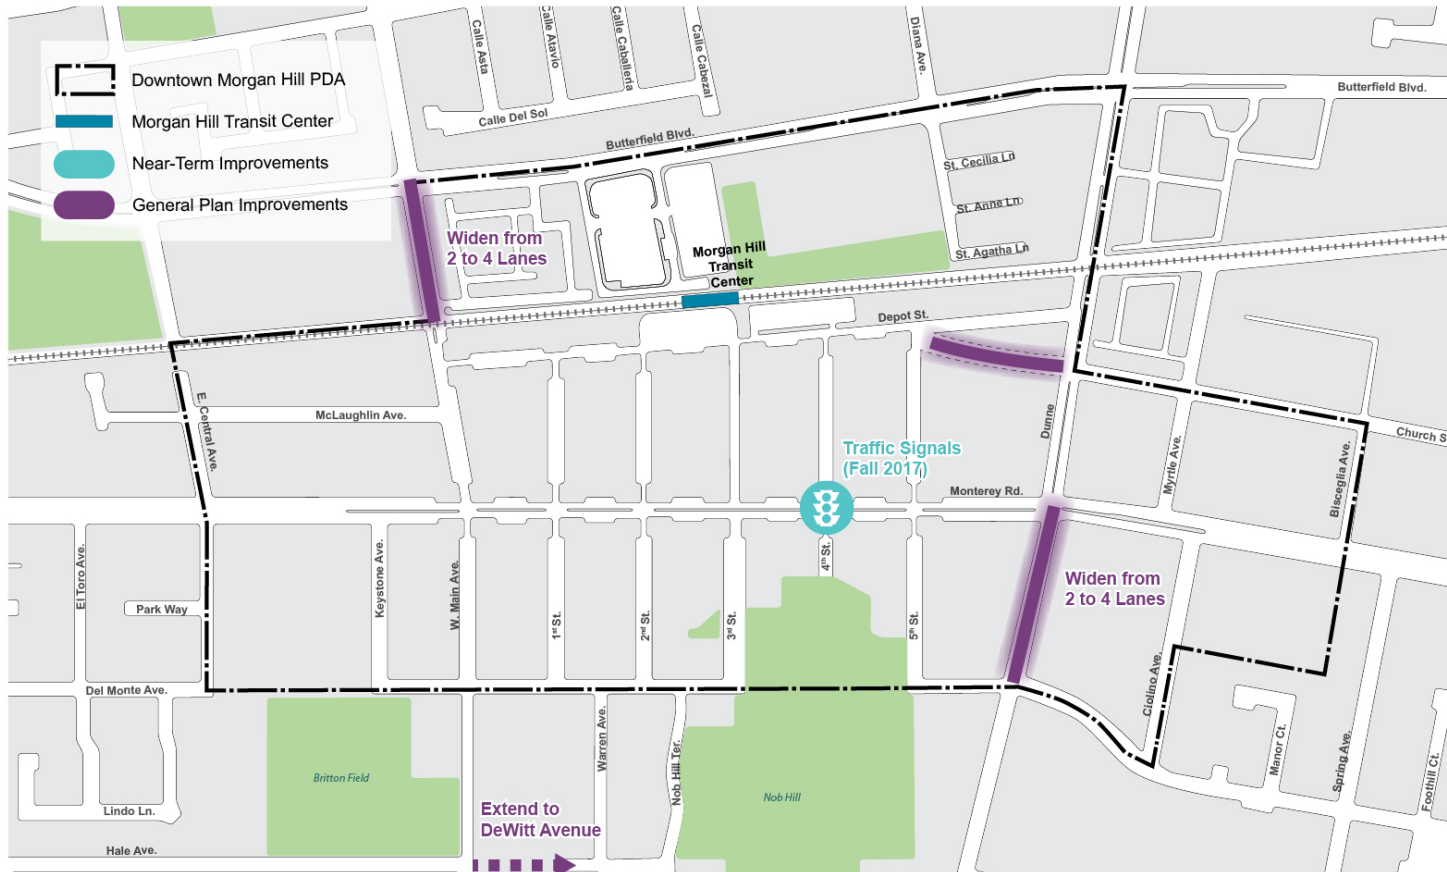 Calle Asta
Calle Atavio
Calle Caballeria
Calle Cabezal
Diana Ave.
Butterfield Blvd.
Downtown Morgan Hill PDA
Morgan Hill Transit Center
Near-Term Improvements
General Plan Improvements
Calle Del Sol
Butterfield Blvd.
St. Cecilia Ln
St. Anne Ln
St. Agatha Ln
Widen from
2 to 4 Lanes
Morgan Hill
Transit
Center
Depot St.
E. Central Ave.
McLaughlin Ave.
Dunne
Church S
Myrtle Ave.
Bisceglia Ave.
Traffic Signals
(Fall 2017)
Monterey Rd.
El Toro Ave.
Park Way
Keystone Ave.
W. Main Ave.
1st St.
2nd St.
3rd St.
4th St.
5th St.
Widen from
2 to 4 Lanes
Ciolino Ave.
Del Monte Ave.
Warren Ave.
Nob Hill Ter.
Manor Ct.
Spring Ave.
Foothill Ct.
Britton Field
Nob Hill
Lindo Ln.
Extend to
DeWitt Avenue
Hale Ave.